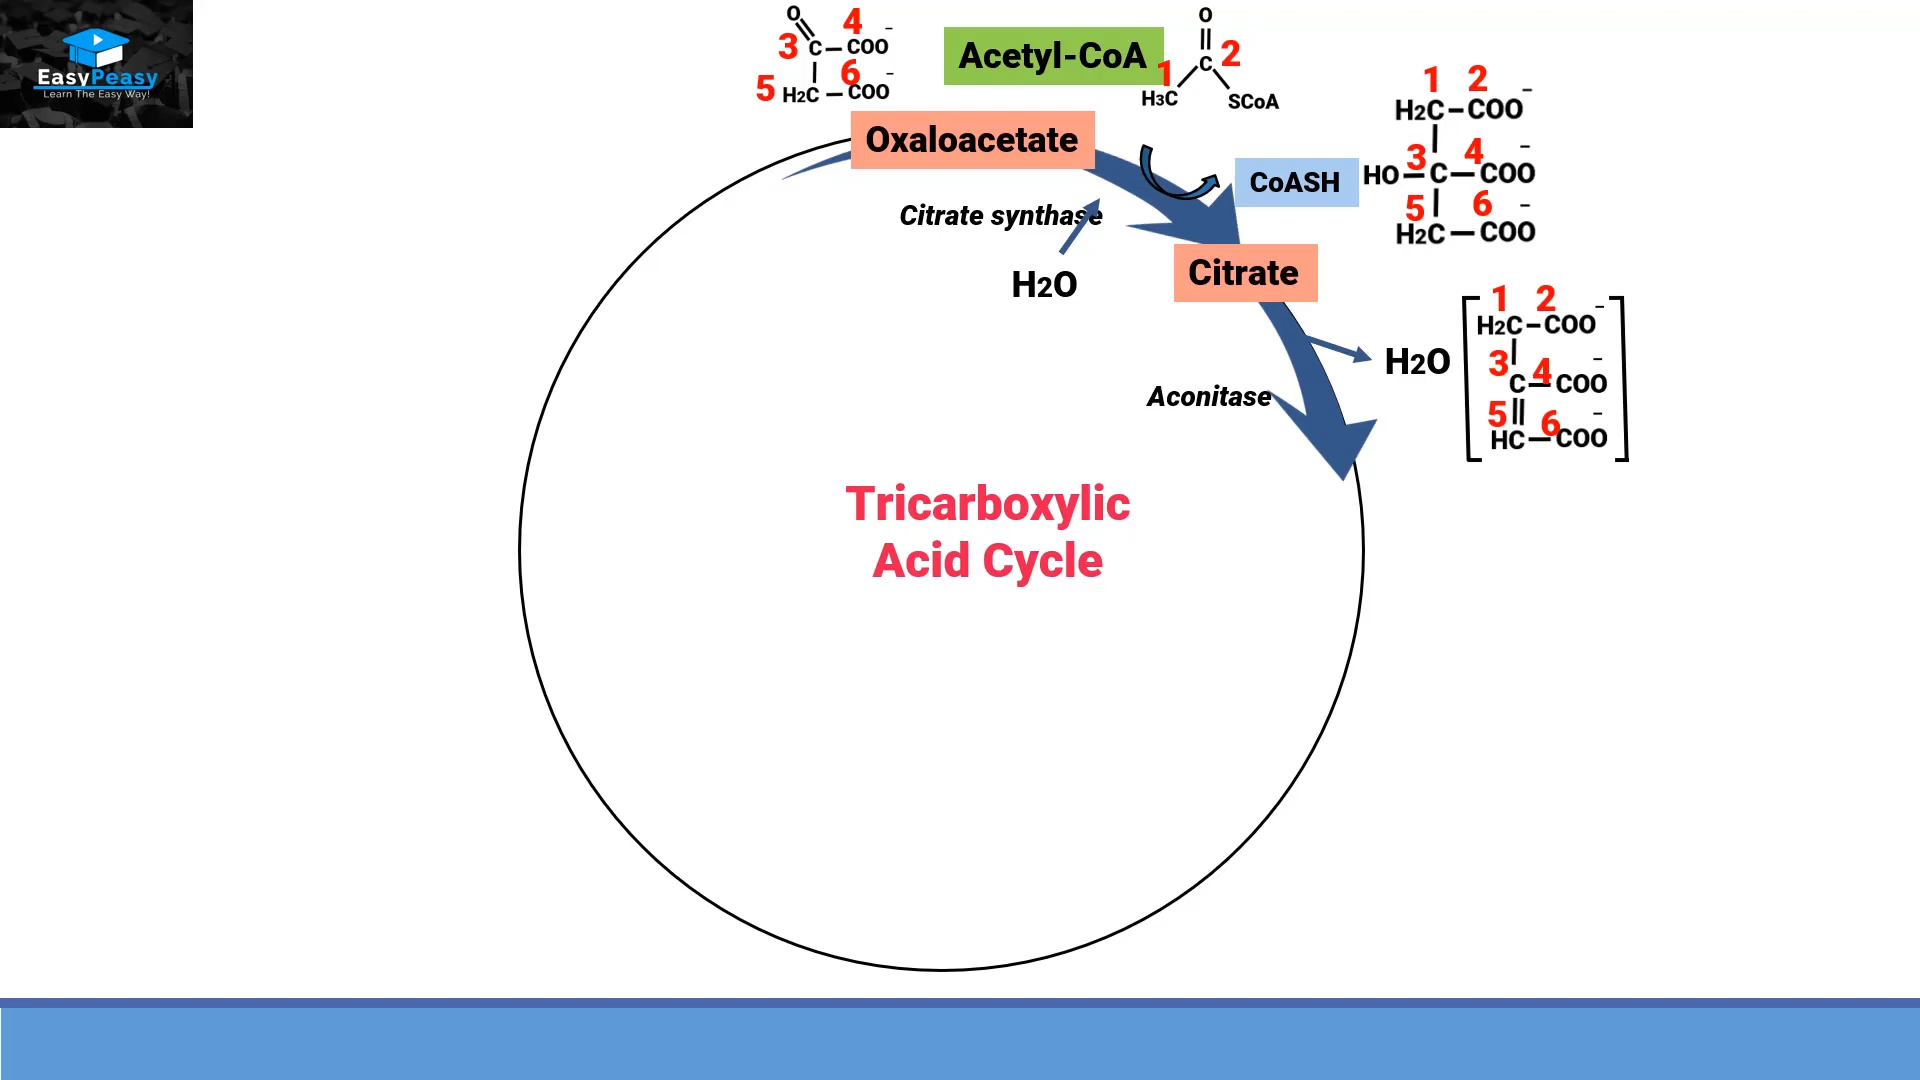 EasyPeasy
Learn The Easy Way!
O
3 C COO⁻ 4
5 H2C COO⁻ 6
Acetyl-CoA
O
1 C 2
H3C SCoA
Oxaloacetate
CoASH
1 2
H2C COO⁻
3 4
HO C COO⁻
5 6
H2C COO⁻
Citrate synthase
H2O
Citrate
H2O
1 2
H2C COO⁻
3 4
C COO⁻
5 6
HC COO⁻
Aconitase
Tricarboxylic
Acid Cycle